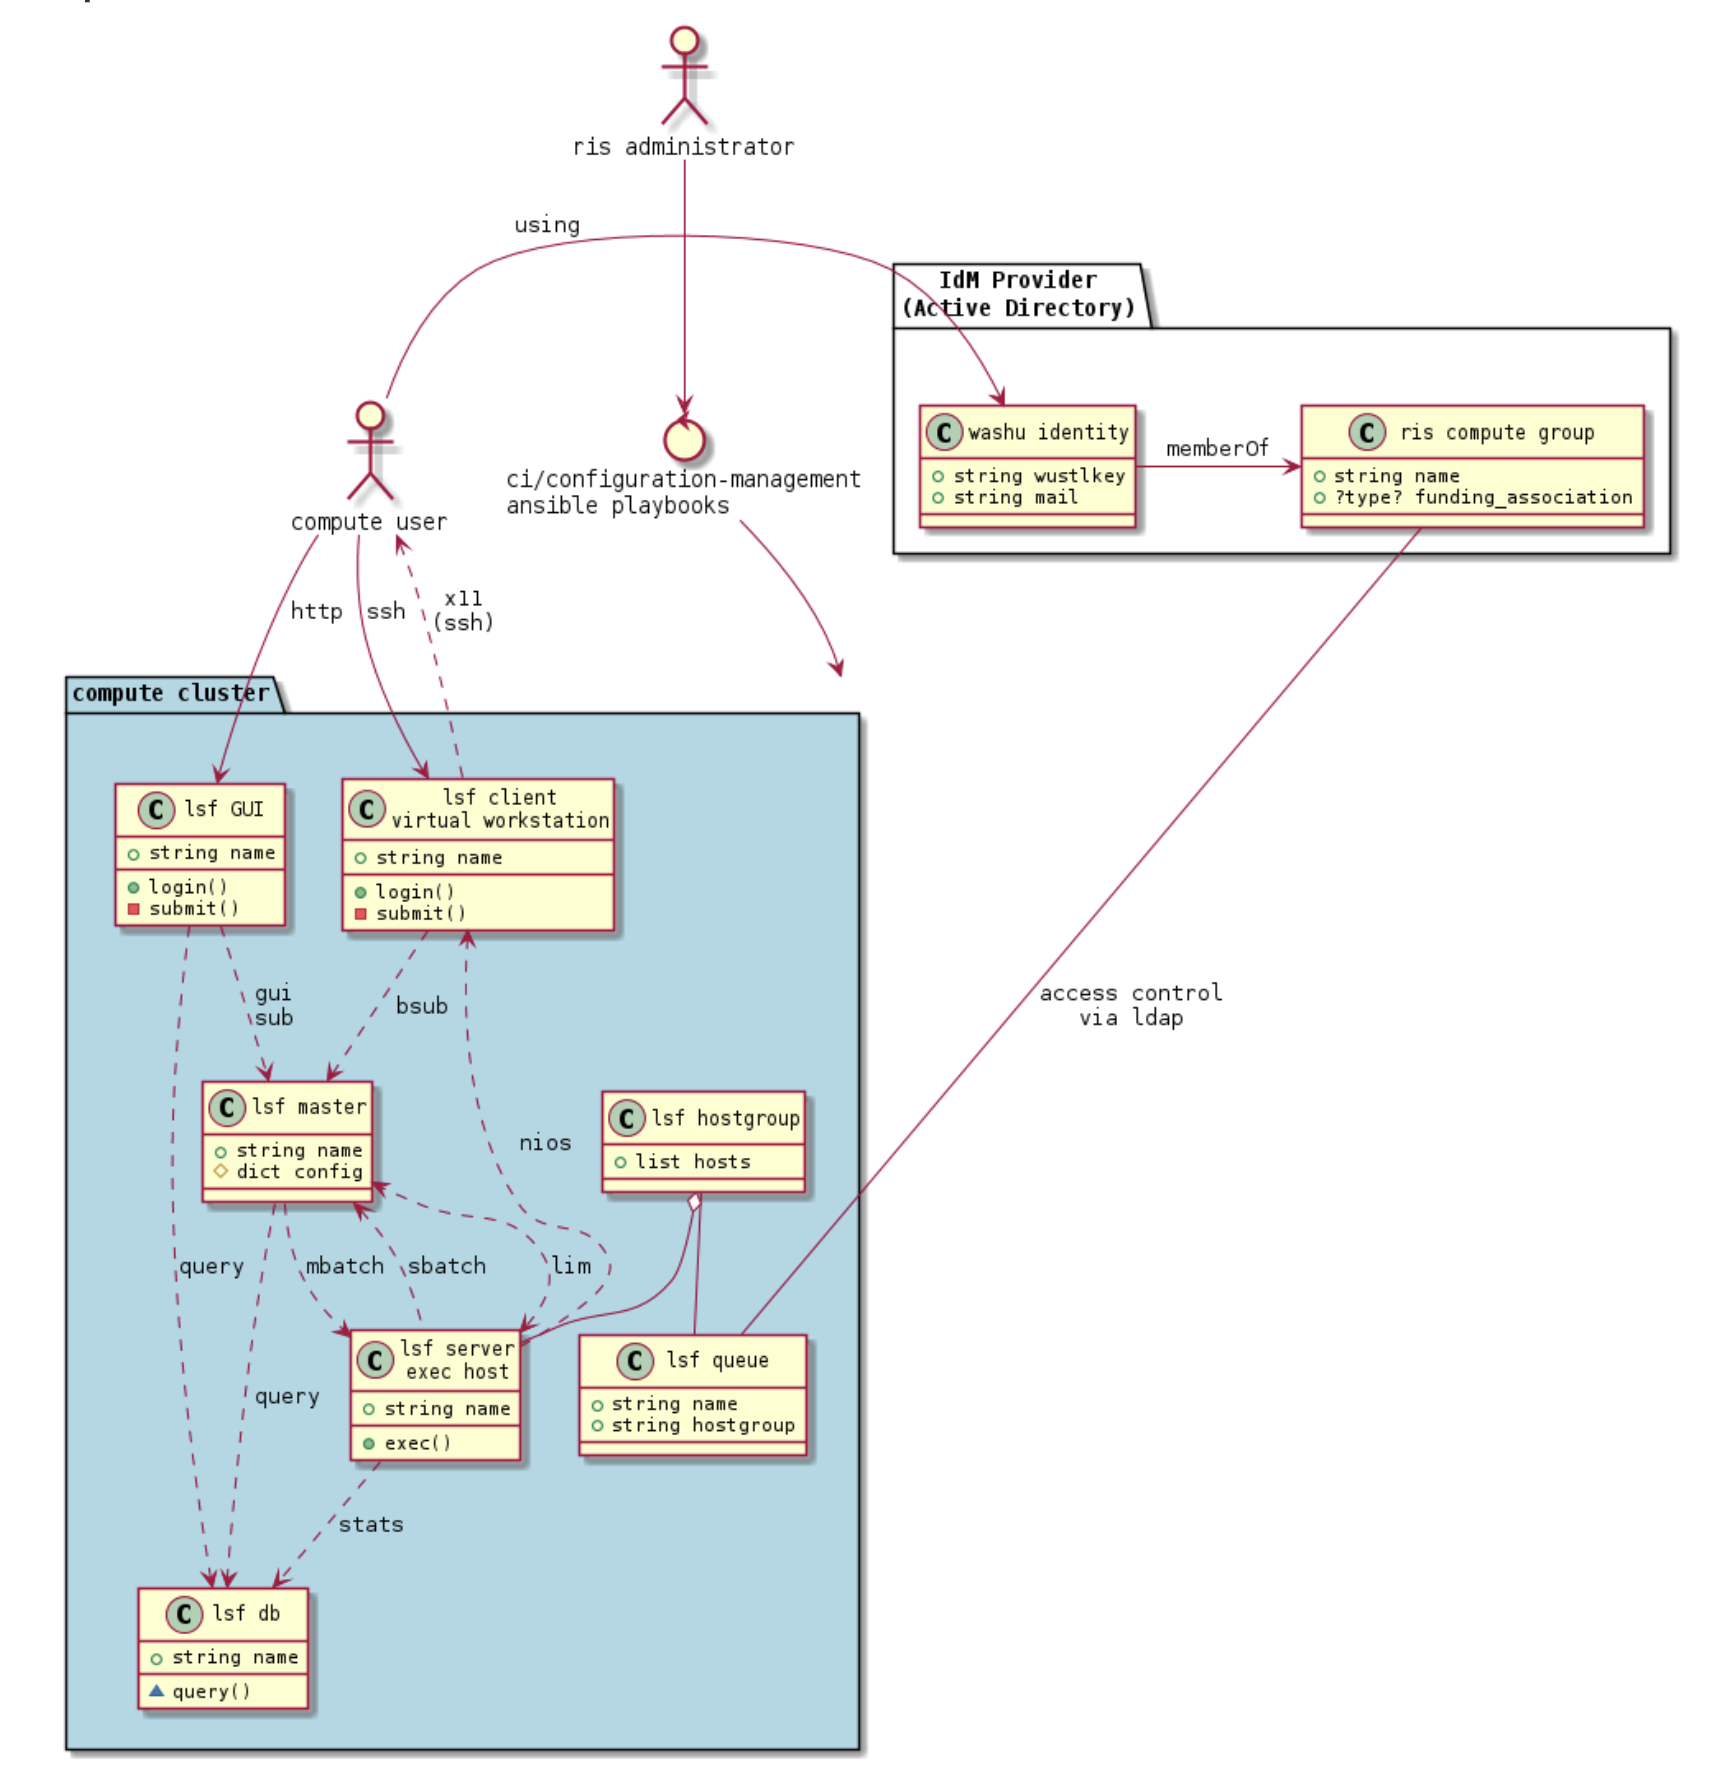 ris administrator
using
IdM Provider
(Active Directory)
C washu identity
string wustlkey
string mail
memberOf
C ris compute group
string name
?type? funding_association
compute user
ci/configuration-management
ansible playbooks
http
ssh
x11
(ssh)
compute cluster
C lsf GUI
string name
login()
submit()
C lsf client
virtual workstation
string name
login()
submit()
gui
sub
bsub
access control
via ldap
C lsf master
string name
dict config
nios
C lsf hostgroup
list hosts
query
mbatch
sbatch
lim
C lsf server
exec host
string name
exec()
C lsf queue
string name
string hostgroup
query
stats
C lsf db
string name
query()